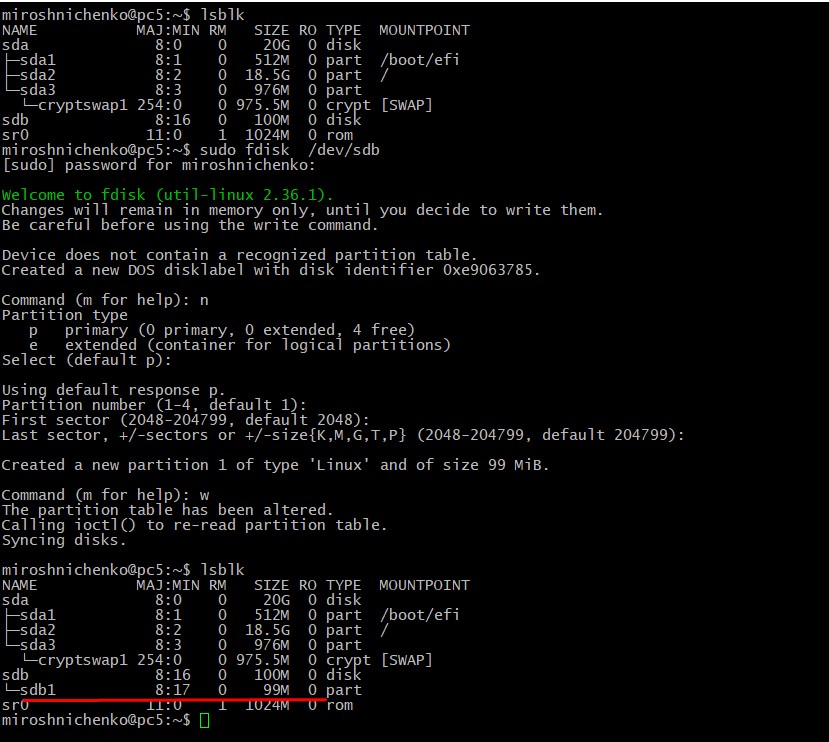 miroshnichenko@pc5:~$ lsblk
NAME           MAJ:MIN RM   SIZE RO TYPE  MOUNTPOINT
sda              8:0    0    20G  0 disk
├─sda1           8:1    0   512M  0 part  /boot/efi
├─sda2           8:2    0  18.5G  0 part  /
└─sda3           8:3    0   976M  0 part
  └─cryptswap1 254:0    0 975.5M  0 crypt [SWAP]
sdb              8:16   0   100M  0 disk
sr0             11:0    1  1024M  0 rom
miroshnichenko@pc5:~$ sudo fdisk  /dev/sdb
[sudo] password for miroshnichenko:
Welcome to fdisk (util-linux 2.36.1).
Changes will remain in memory only, until you decide to write them.
Be careful before using the write command.
Device does not contain a recognized partition table.
Created a new DOS disklabel with disk identifier 0xe9063785.
Command (m for help): n
Partition type
   p   primary (0 primary, 0 extended, 4 free)
   e   extended (container for logical partitions)
Select (default p):
Using default response p.
Partition number (1-4, default 1):
First sector (2048-204799, default 2048):
Last sector, +/-sectors or +/-size{K,M,G,T,P} (2048-204799, default 204799):
Created a new partition 1 of type 'Linux' and of size 99 MiB.
Command (m for help): w
The partition table has been altered.
Calling ioctl() to re-read partition table.
Syncing disks.
miroshnichenko@pc5:~$ lsblk
NAME           MAJ:MIN RM   SIZE RO TYPE  MOUNTPOINT
sda              8:0    0    20G  0 disk
├─sda1           8:1    0   512M  0 part  /boot/efi
├─sda2           8:2    0  18.5G  0 part  /
└─sda3           8:3    0   976M  0 part
  └─cryptswap1 254:0    0 975.5M  0 crypt [SWAP]
sdb              8:16   0   100M  0 disk
└─sdb1           8:17   0    99M  0 part
sr0             11:0    1  1024M  0 rom
miroshnichenko@pc5:~$